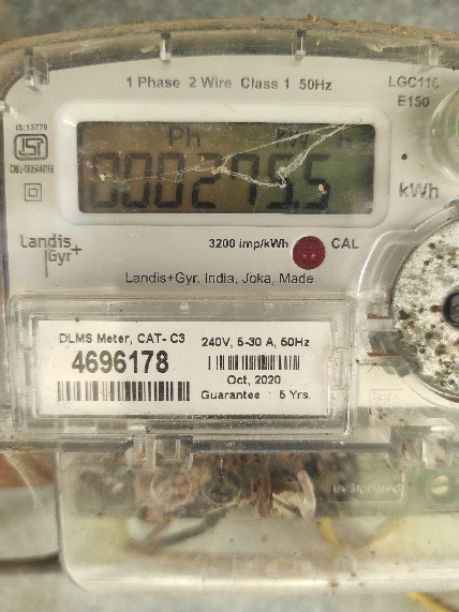 1 Phase 2 Wire Class 1 50Hz
LGC110
E150
IS:13779
ISI
Ph KW h
kWh
Landis
Gyr+
3200 imp/kWh CAL
Landis+Gyr, India, Joka, Made
DLMS Meter, CAT- C3
4696178
240V, 5-30 A, 50Hz
Oct, 2020
Guarantee : 5 Yrs.